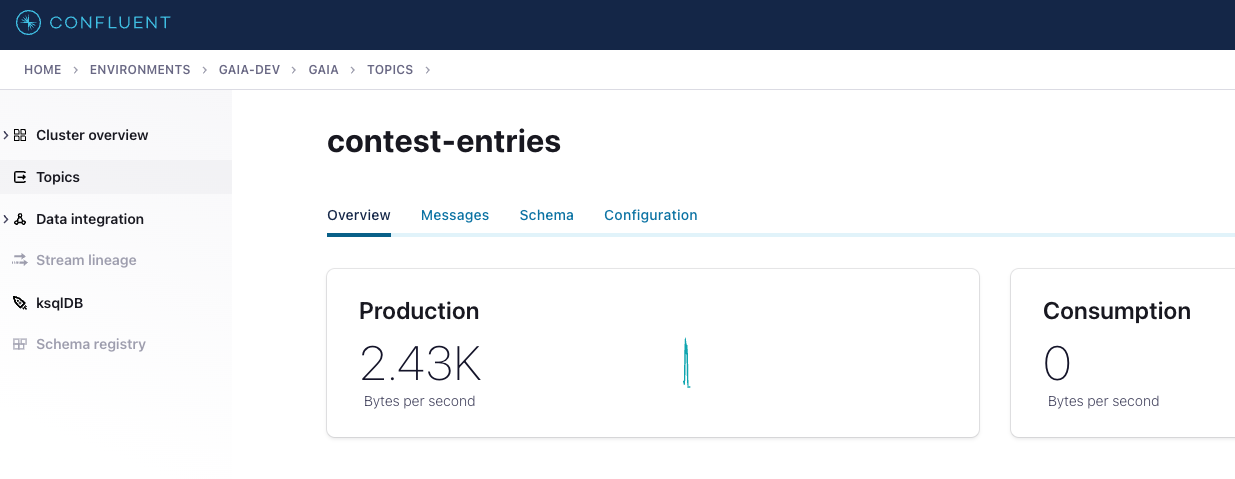 CONFLUENT
HOME > ENVIRONMENTS > GAIA-DEV > GAIA > TOPICS >
Cluster overview
Topics
Data integration
Stream lineage
ksqlDB
Schema registry
contest-entries
Overview Messages Schema Configuration
Production
2.43K
Bytes per second
Consumption
0
Bytes per second